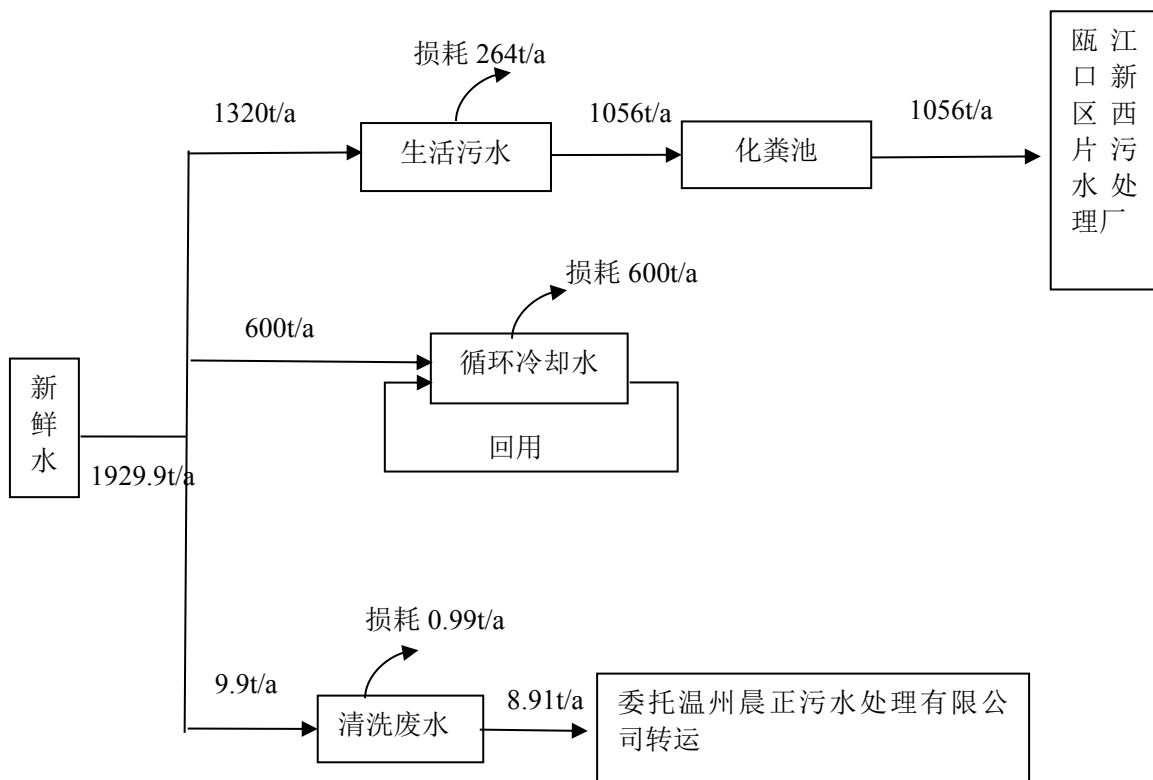 损耗 264t/a
1320t/a
生活污水
1056t/a
化粪池
1056t/a
瓯江
口新
区西
片污
水处
理厂
损耗 600t/a
600t/a
循环冷却水
回用
新
鲜
水
1929.9t/a
损耗 0.99t/a
9.9t/a
清洗废水
8.91t/a
委托温州晨正污水处理有限公
司转运